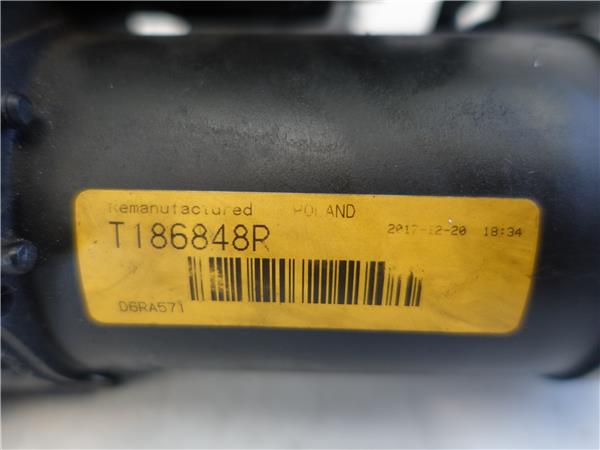 Remanufactured POLAND
T186848R 2017-12-20 18:34
D6RA571